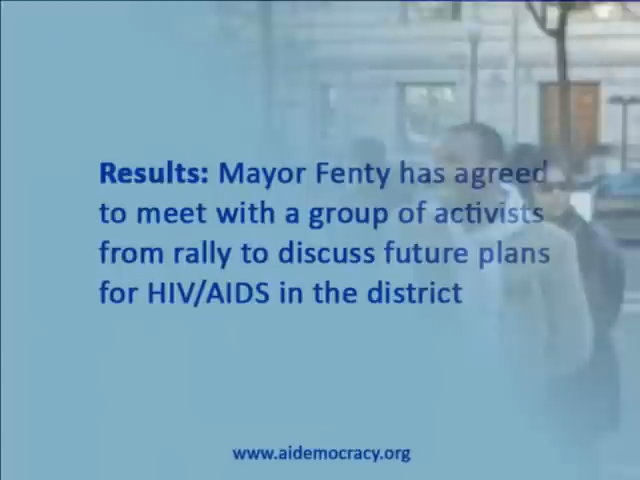 Results: Mayor Fenty has agreed
to meet with a group of activists
from rally to discuss future plans
for HIV/AIDS in the district
www.aidemocracy.org